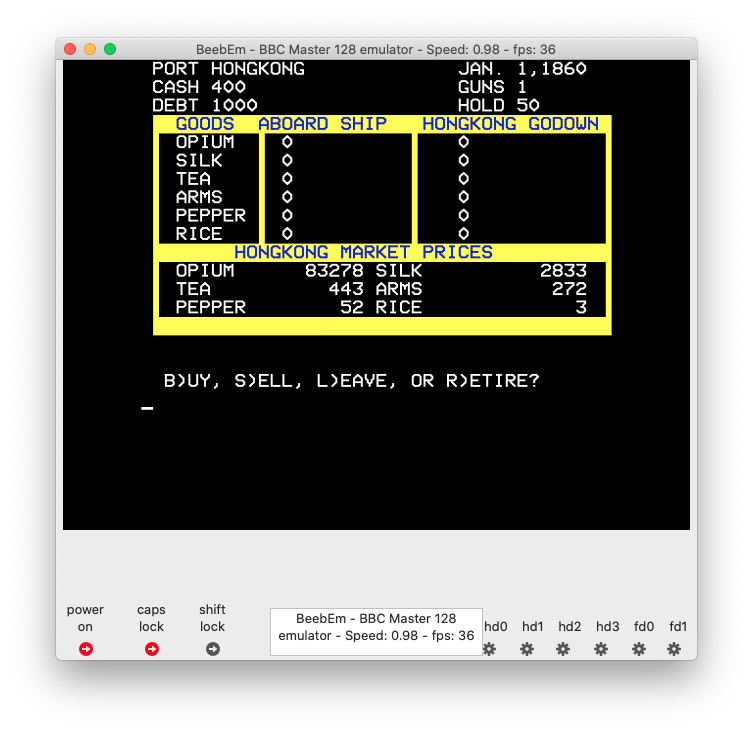 BeebEm - BBC Master 128 emulator - Speed: 0.98 - fps: 36
PORT HONGKONG JAN. 1,1860
CASH 400 GUNS 1
DEBT 1000 HOLD 50
GOODS ABOARD SHIP HONGKONG GODOWN
OPIUM 0 0
SILK 0 0
TEA 0 0
ARMS 0 0
PEPPER 0 0
RICE 0 0
HONGKONG MARKET PRICES
OPIUM 83278 SILK 2833
TEA 443 ARMS 272
PEPPER 52 RICE 3
B)UY, S)ELL, L)EAVE, OR R)ETIRE?
power on
caps lock
shift lock
BeebEm - BBC Master 128
emulator - Speed: 0.98 - fps: 36
hd0 hd1 hd2 hd3 fd0 fd1